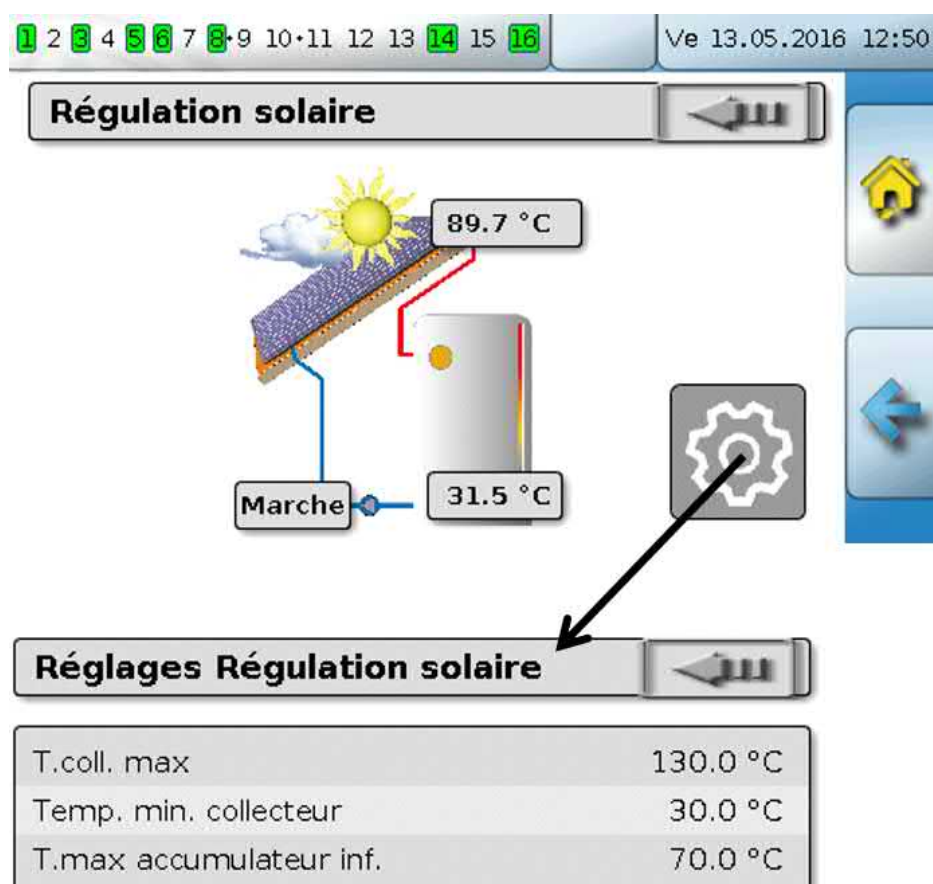 1 2 3 4 5 6 7 8·9 10·11 12 13 14 15 16 Ve 13.05.2016 12:50
Régulation solaire
89.7 °C
Marche 31.5 °C
Réglages Régulation solaire
T.coll. max 130.0 °C
Temp. min. collecteur 30.0 °C
T.max accumulateur inf. 70.0 °C